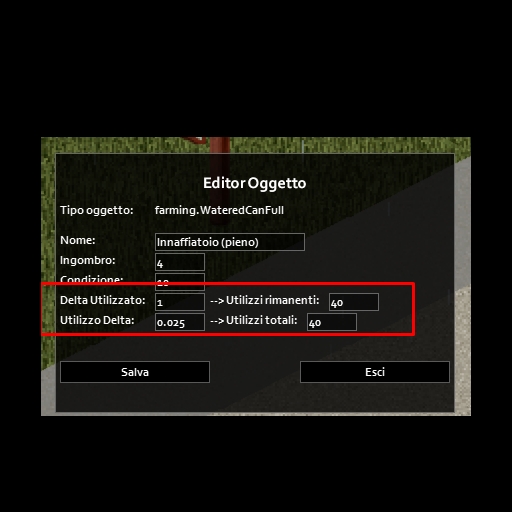 Editor Oggetto
Tipo oggetto: farming.WateredCanFull
Nome: Innaffiatoio (pieno)
Ingombro: 4
Condizione: 10
Delta Utilizzato: 1 --> Utilizzi rimanenti: 40
Utilizzo Delta: 0.025 --> Utilizzi totali: 40
Salva Esci